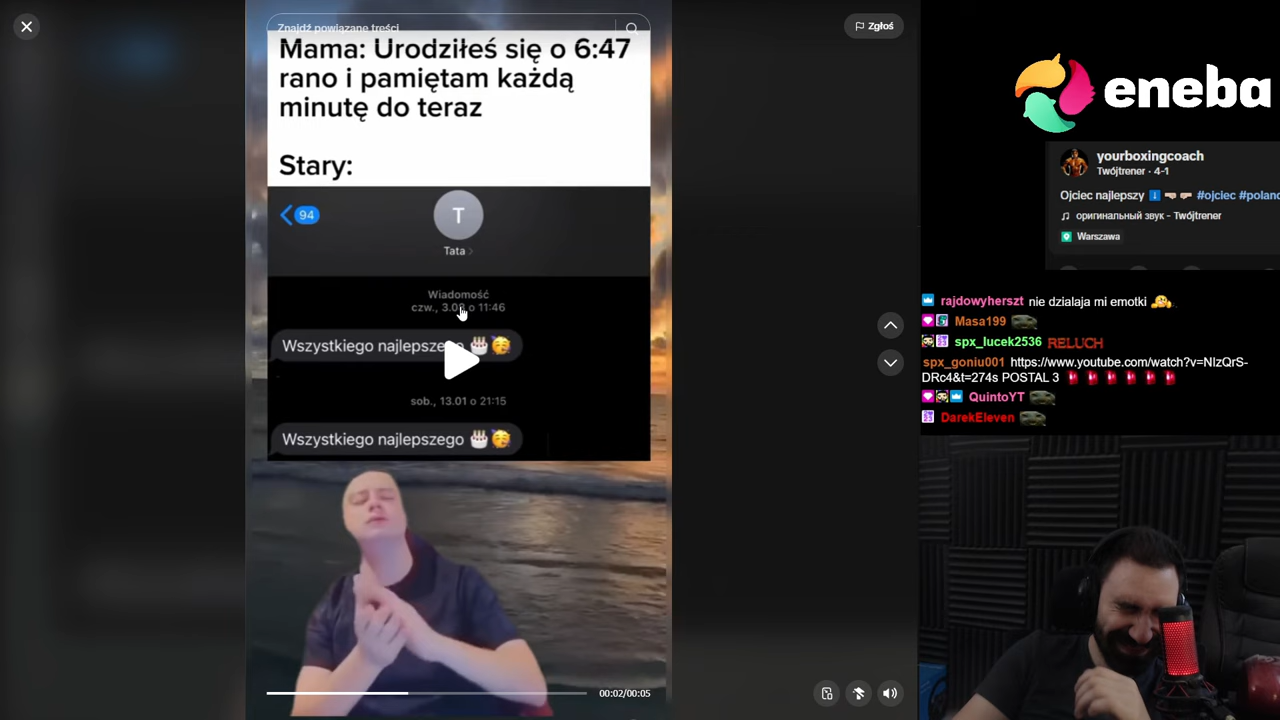 Znajdź powiązane treści
Zgłoś
Mama: Urodziłeś się o 6:47
rano i pamiętam każdą
minutę do teraz
Stary:
94
T
Tata
Wiadomość
czw., 3.08 o 11:46
Wszystkiego najlepszego 🎂🥳
sob., 13.01 o 21:15
Wszystkiego najlepszego 🎂🥳
00:02/00:05
eneba
yourboxingcoach
Twójtrener · 4-1
Ojciec najlepszy #ojciec #poland
оригинальный звук - Twójtrener
Warszawa
rajdowyherszt nie dzialaja mi emotki
Masa199
spx_lucek2536 RELUCH
spx_goniu001 https://www.youtube.com/watch?v=NIzQrS-
DRc4&t=274s POSTAL 3
QuintoYT
DarekEleven